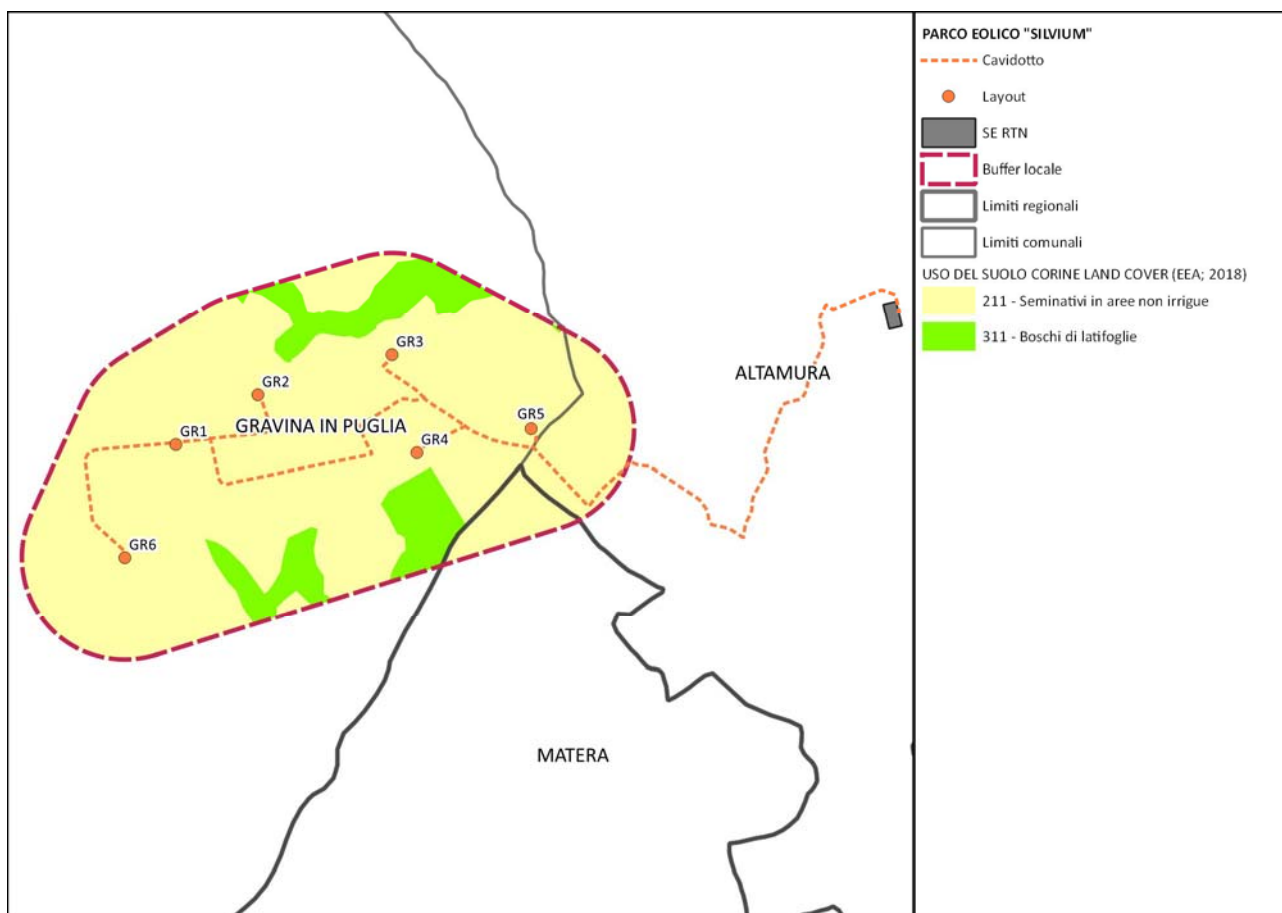 PARCO EOLICO "SILVIUM"
Cavidotto
Layout
SE RTN
Buffer locale
Limiti regionali
Limiti comunali
USO DEL SUOLO CORINE LAND COVER (EEA; 2018)
211 - Seminativi in aree non irrigue
311 - Boschi di latifoglie
GR3
ALTAMURA
GR2
GRAVINA IN PUGLIA
GR5
GR1
GR4
GR6
MATERA